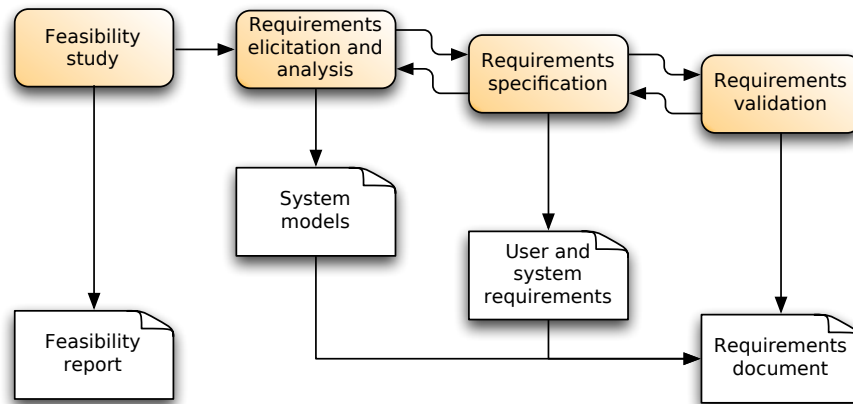 Feasibility
study
Requirements
elicitation and
analysis
Requirements
specification
Requirements
validation
System
models
User and
system
requirements
Feasibility
report
Requirements
document